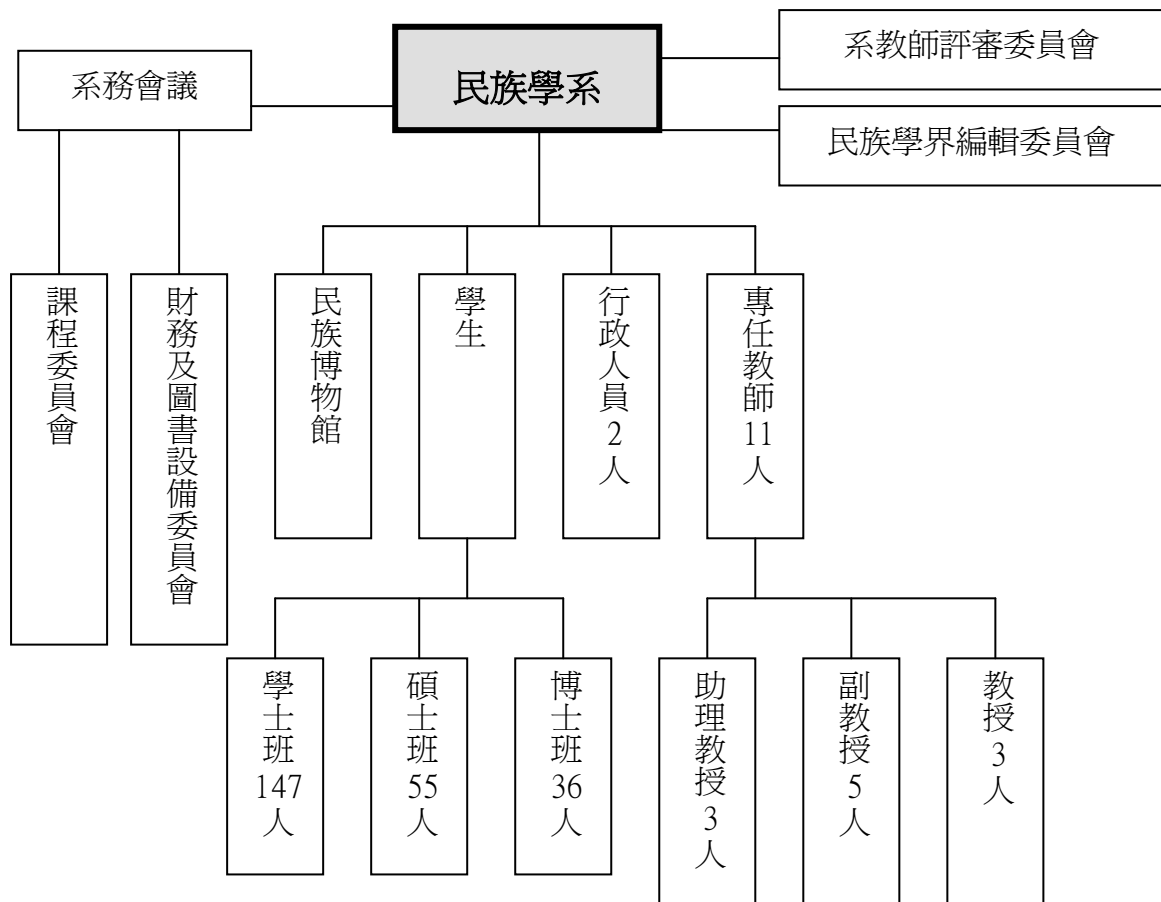 系教師評審委員會
系務會議
民族學系
民族學界編輯委員會
課程委員會
財務及圖書設備委員會
民族博物館
學生
行政人員2人
專任教師11人
學士班147人
碩士班55人
博士班36人
助理教授3人
副教授5人
教授3人